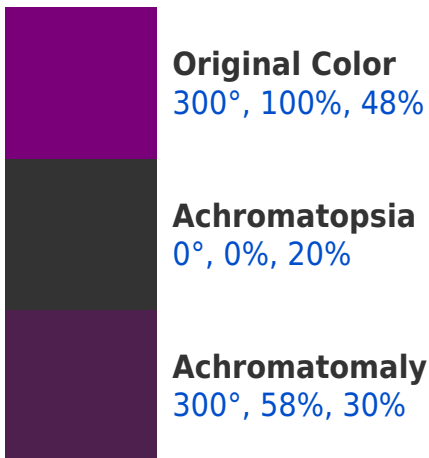 Original Color
300°, 100%, 48%
Achromatopsia
0°, 0%, 20%
Achromatomaly
300°, 58%, 30%